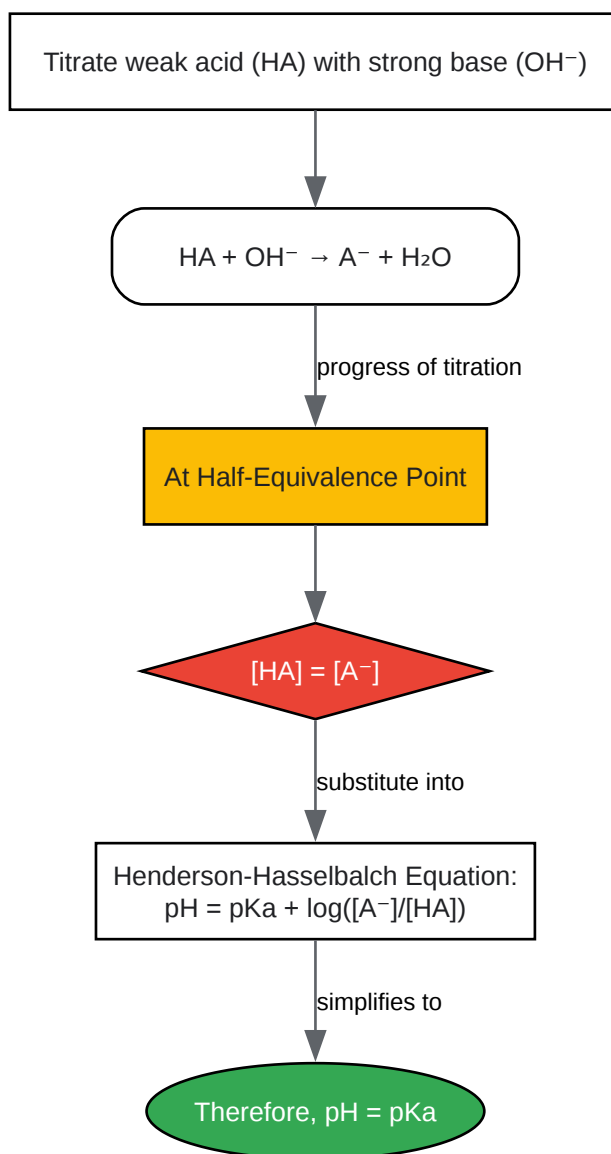 Titrate weak acid (HA) with strong base (OH⁻)
HA + OH⁻ → A⁻ + H₂O
progress of titration
At Half-Equivalence Point
[HA] = [A⁻]
substitute into
Henderson-Hasselbalch Equation:
pH = pKa + log([A⁻]/[HA])
simplifies to
Therefore, pH = pKa